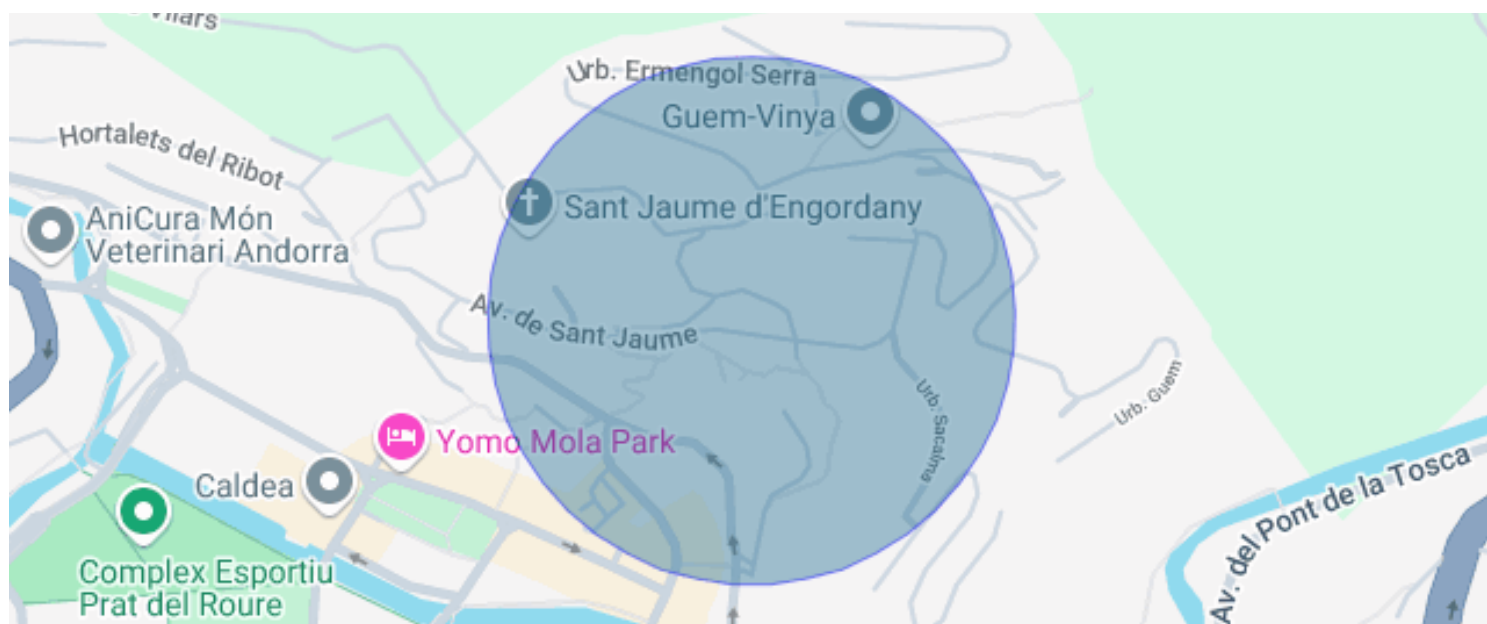 Vilars
Urb. Ermengol Serra
Guem-Vinya
Hortalets del Ribot
Sant Jaume d'Engordany
AniCura Món
Veterinari Andorra
Av. de Sant Jaume
Urb. Guem
Urb. Sacalma
Yomo Mola Park
Caldea
Av. del Pont de la Tosca
Complex Esportiu
Prat del Roure